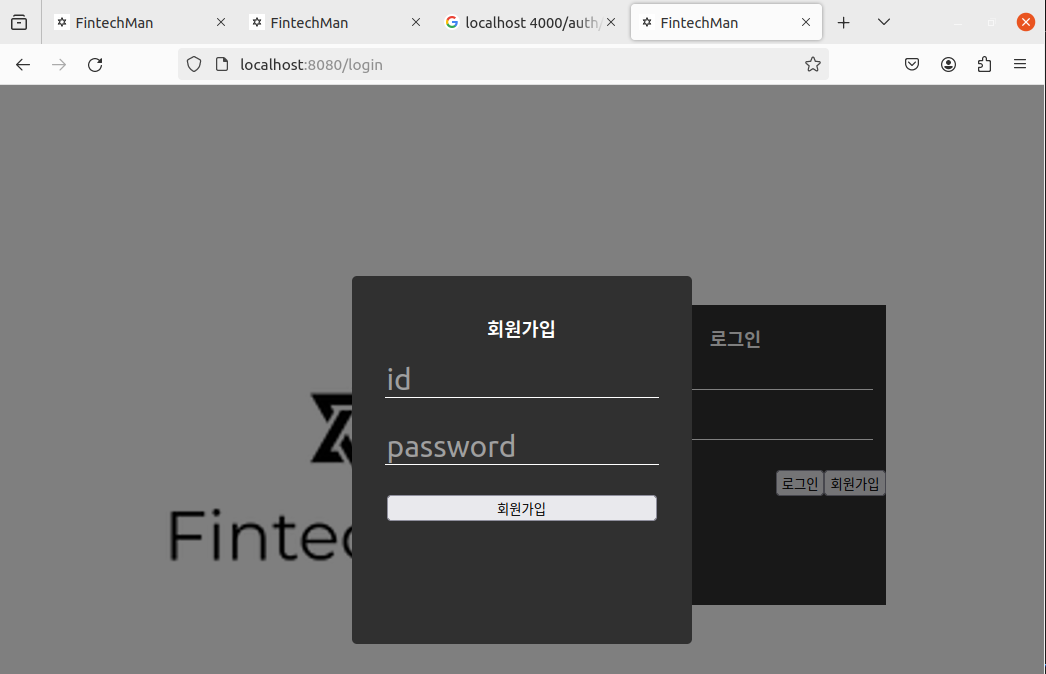 FintechMan
FintechMan
localhost 4000/auth/
FintechMan
localhost:8080/login
회원가입
id
password
회원가입
로그인
로그인 회원가입
Fintec